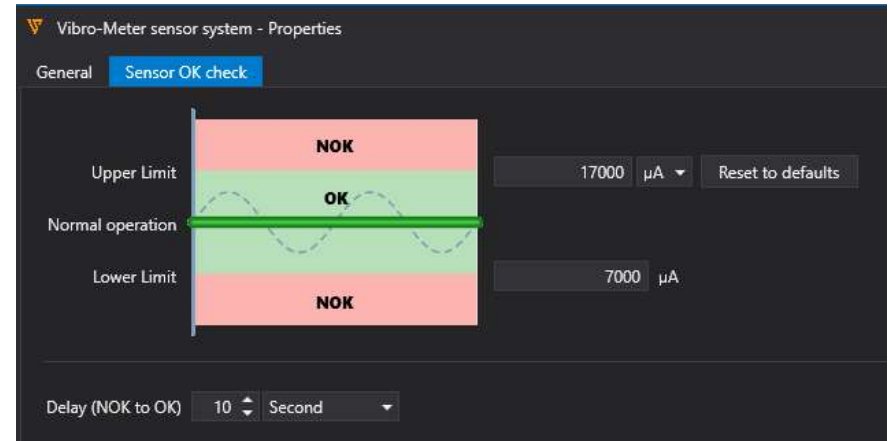 Vibro-Meter sensor system - Properties
General Sensor OK check
NOK
Upper Limit 17000 µA Reset to defaults
OK
Normal operation
Lower Limit 7000 µA
NOK
Delay (NOK to OK) 10 Second